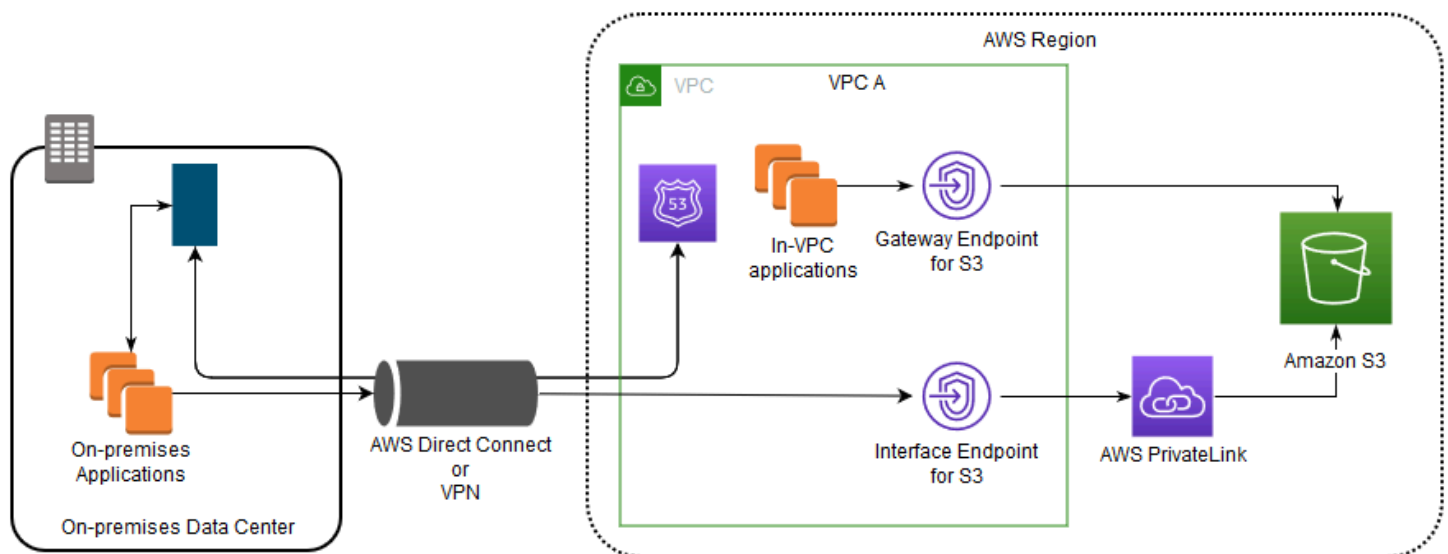 AWS Region
VPC
VPC A
53
In-VPC
applications
Gateway Endpoint
for S3
Amazon S3
On-premises
Applications
AWS Direct Connect
or
VPN
Interface Endpoint
for S3
AWS PrivateLink
On-premises Data Center